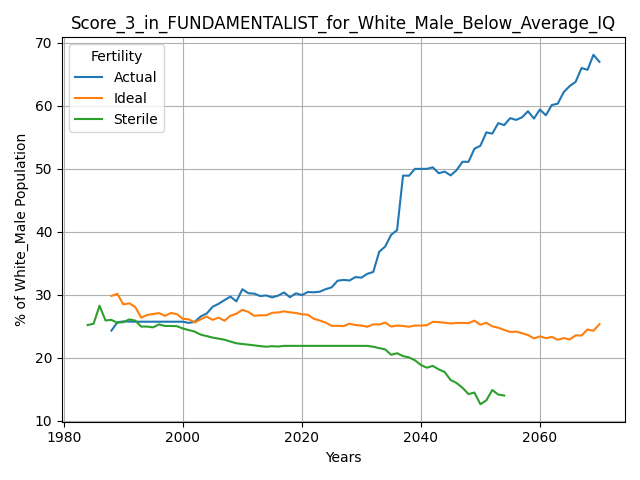 Score_3_in_FUNDAMENTALIST_for_White_Male_Below_Average_IQ
70
60
50
40
30
20
10
% of White_Male Population
Fertility
Actual
Ideal
Sterile
1980
2000
2020
2040
2060
Years